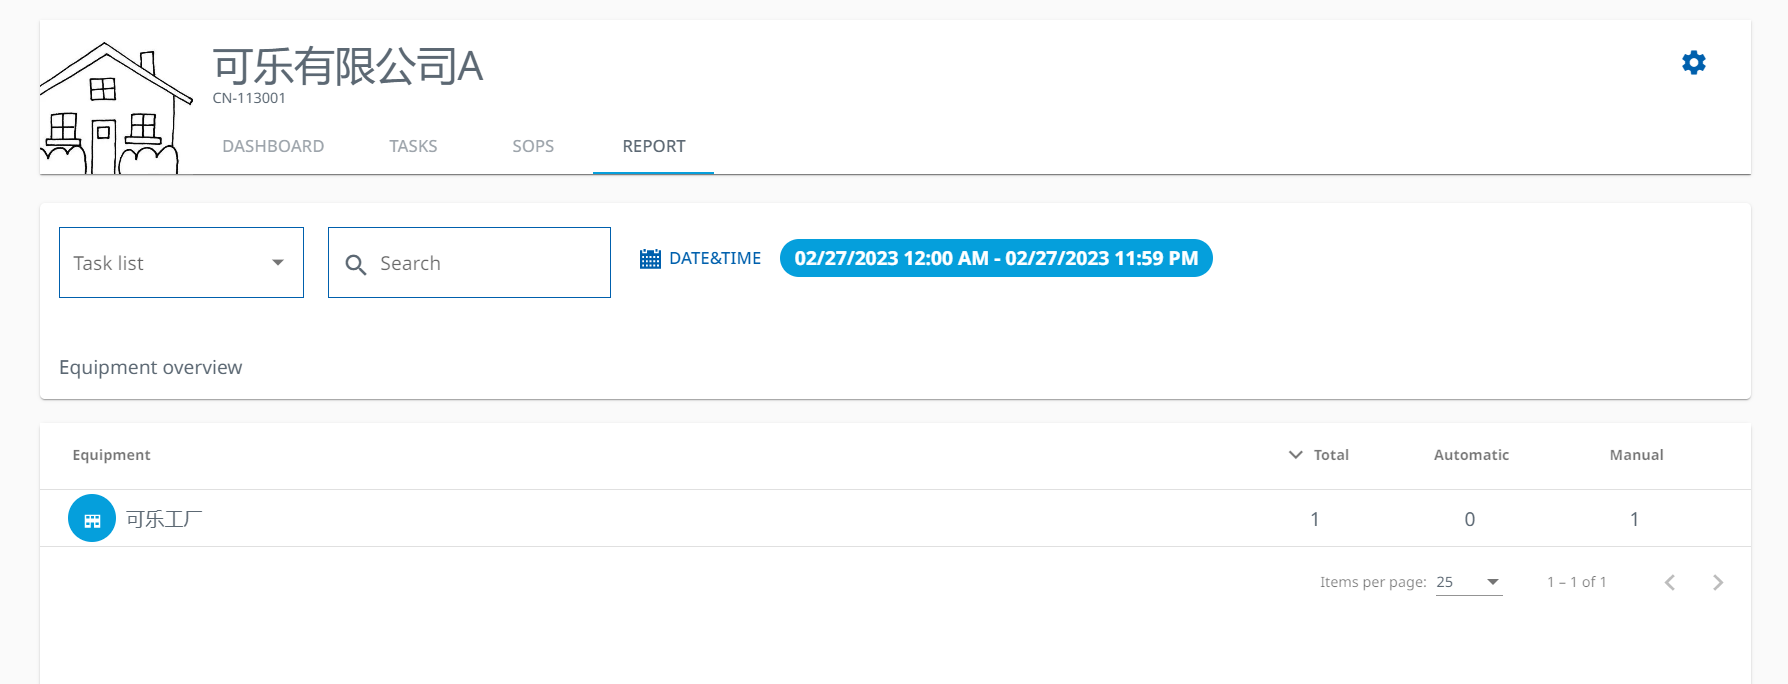 可乐有限公司A
CN-113001
DASHBOARD TASKS SOPS REPORT
Task list Search DATE&TIME 02/27/2023 12:00 AM - 02/27/2023 11:59 PM
Equipment overview
Equipment Total Automatic Manual
可乐工厂 1 0 1
Items per page: 25 1 – 1 of 1